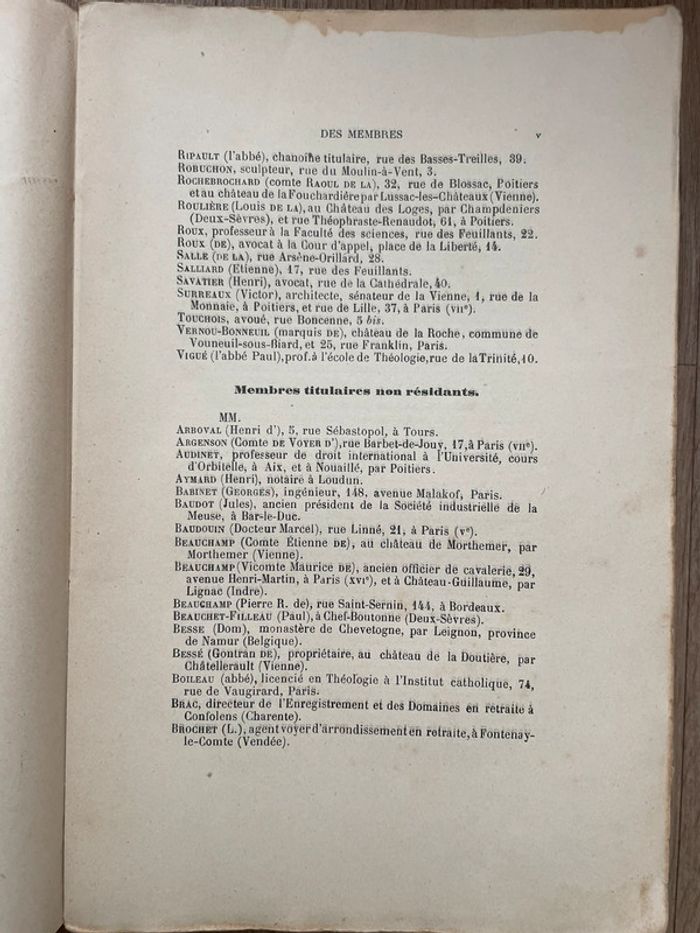 DES MEMBRES V
RIPAULT (l'abbé), chanoine titulaire, rue des Basses-Treilles, 39.
ROBUCHON, sculpteur, rue du Moulin-à-Vent, 3.
ROCHEBROCHARD (comte RAOUL DE LA), 32, rue de Blossac, Poitiers
et au château de la Fouchardière par Lussac-les-Châteaux (Vienne).
ROULIÈRE (Louis DE LA), au Château des Loges, par Champdeniers
(Deux-Sèvres), et rue Théophraste-Renaudot, 61, à Poitiers.
ROUX, professeur à la Faculté des sciences, rue des Feuillants, 22.
ROUX (DE), avocat à la Cour d'appel, place de la Liberté, 14.
SALLE (DE LA), rue Arsène-Orillard, 28.
SALLIARD (Etienne), 17, rue des Feuillants.
SAVATIER (Henri), avocat, rue de la Cathédrale, 40.
SURREAUX (Victor), architecte, sénateur de la Vienne, 1, rue de la
Monnaie, à Poitiers, et rue de Lille, 37, à Paris (VIIe).
TOUCHOIS, avoué, rue Boncenne, 5 bis.
VERNOU-BONNEUIL (marquis DE), château de la Roche, commune de
Vouneuil-sous-Biard, et 25, rue Franklin, Paris.
VIGUÉ (l'abbé Paul), prof. à l'école de Théologie, rue de la Trinité, 10.
Membres titulaires non résidants.
MM.
ARBOVAL (Henri d'), 5, rue Sébastopol, à Tours.
ARGENSON (Comte DE VOYER D'), rue Barbet-de-Jouy, 17, à Paris (VIIe).
AUDINET, professeur de droit international à l'Université, cours
d'Orbitelle, à Aix, et à Nouaillé, par Poitiers.
AYMARD (Henri), notaire à Loudun.
BABINET (GEORGES), ingénieur, 148, avenue Malakof, Paris.
BAUDOT (Jules), ancien président de la Société industrielle de la
Meuse, à Bar-le-Duc.
BAUDOUIN (Docteur Marcel), rue Linné, 21, à Paris (Ve).
BEAUCHAMP (Comte Étienne DE), au château de Morthemer, par
Morthemer (Vienne).
BEAUCHAMP (Vicomte Maurice DE), ancien officier de cavalerie, 29,
avenue Henri-Martin, à Paris (XVIe), et à Château-Guillaume, par
Lignac (Indre).
BEAUCHAMP (Pierre R. de), rue Saint-Sernin, 144, à Bordeaux.
BEAUCHET-FILLEAU (Paul), à Chef-Boutonne (Deux-Sèvres).
BESSE (Dom), monastère de Chevetogne, par Leignon, province
de Namur (Belgique).
BESSÉ (Gontran DE), propriétaire, au château de la Doutière, par
Châtellerault (Vienne).
BOILEAU (abbé), licencié en Théologie à l'Institut catholique, 74,
rue de Vaugirard, Paris.
BRAC, directeur de l'Enregistrement et des Domaines en retraite à
Confolens (Charente).
BROCHET (L.), agent voyer d'arrondissement en retraite, à Fontenay-
le-Comte (Vendée).